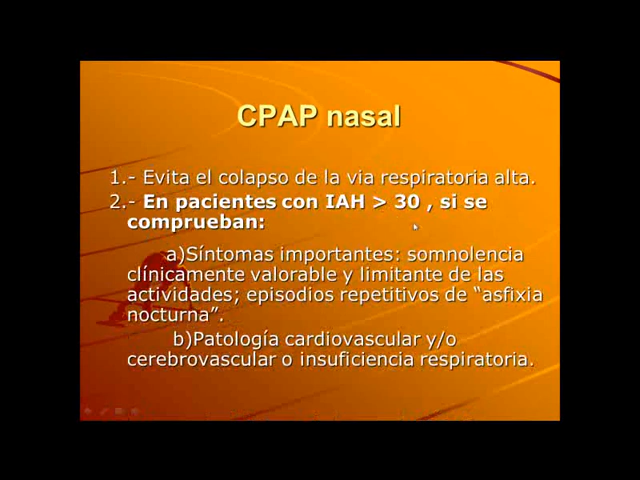 CPAP nasal
1.- Evita el colapso de la via respiratoria alta.
2.- En pacientes con IAH > 30 , si se
comprueban:
a)Síntomas importantes: somnolencia
clínicamente valorable y limitante de las
actividades; episodios repetitivos de “asfixia
nocturna”.
b)Patología cardiovascular y/o
cerebrovascular o insuficiencia respiratoria.